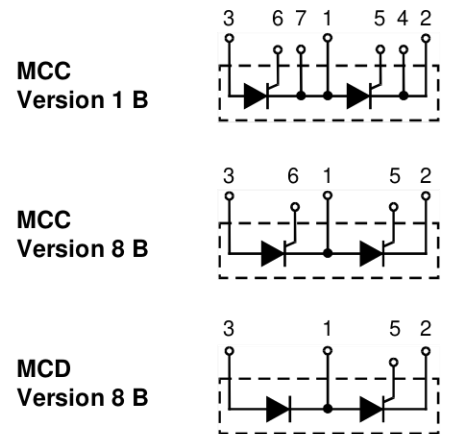 3 6 7 1 5 4 2
MCC
Version 1 B
3 6 1 5 2
MCC
Version 8 B
3 1 5 2
MCD
Version 8 B